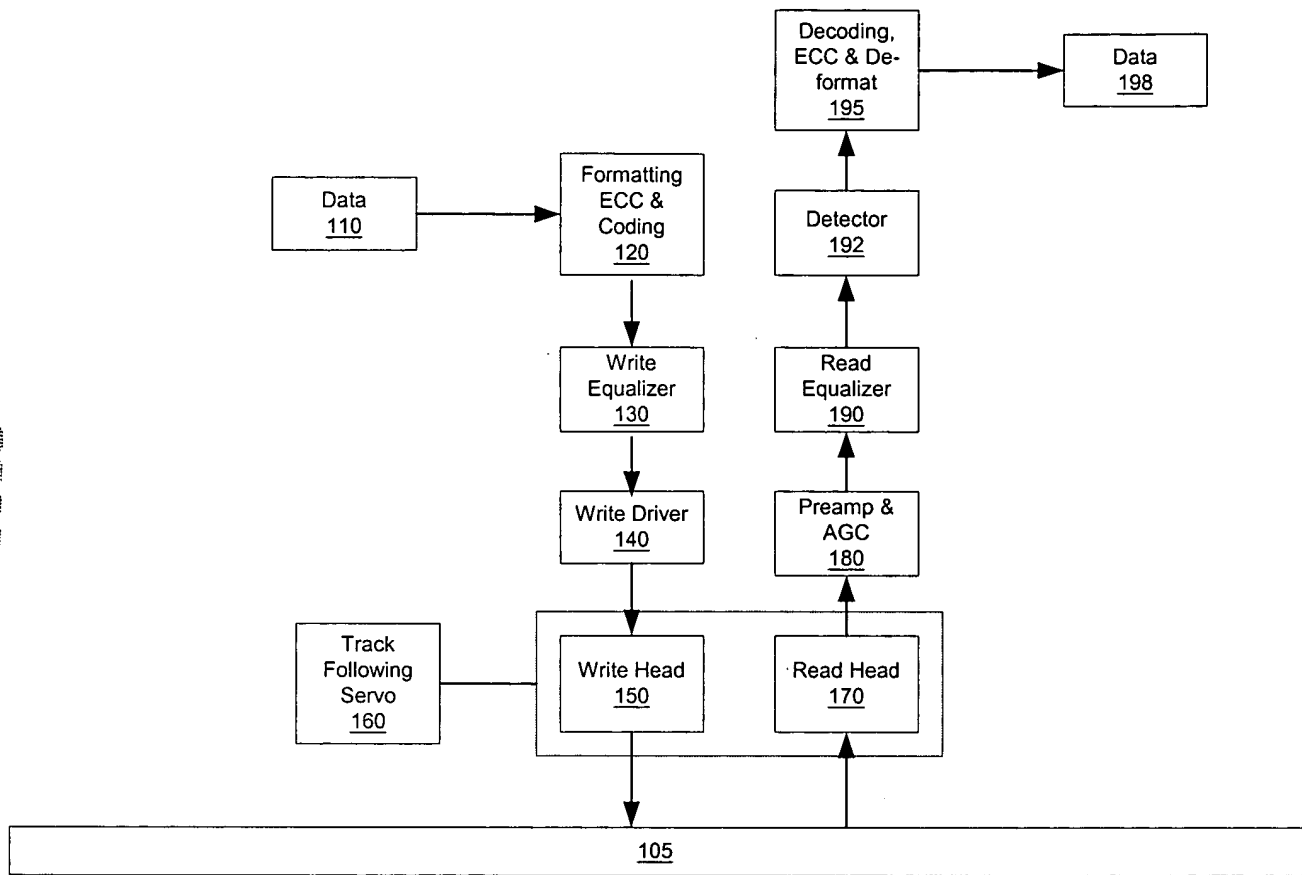 Decoding,
ECC & De-
format
195
Data
198
Formatting
ECC &
Coding
120
Data
110
Detector
192
Write
Equalizer
130
Read
Equalizer
190
Write Driver
140
Preamp &
AGC
180
Track
Following
Servo
160
Write Head
150
Read Head
170
105